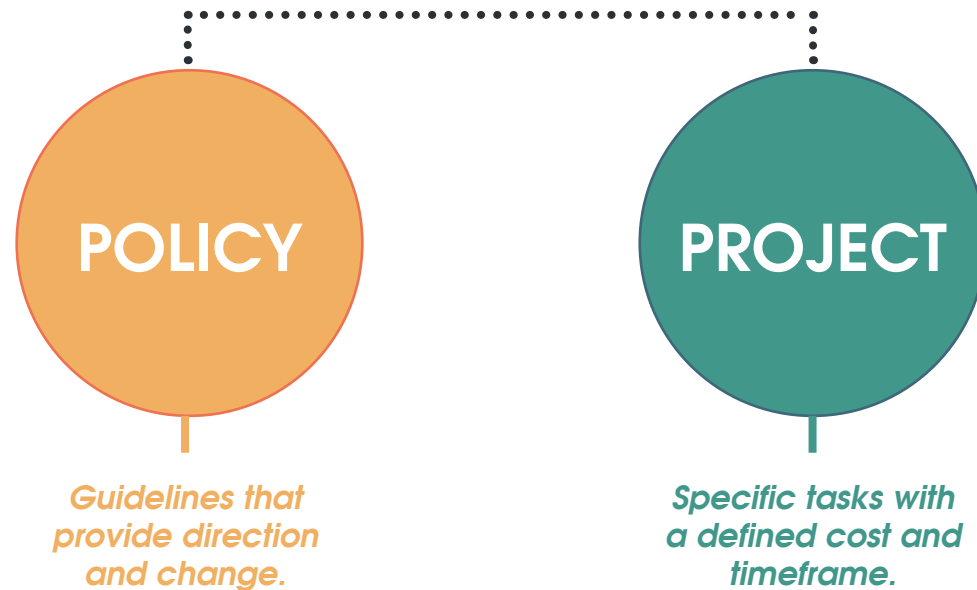 POLICY
PROJECT
Guidelines that
provide direction
and change.
Specific tasks with
a defined cost and
timeframe.